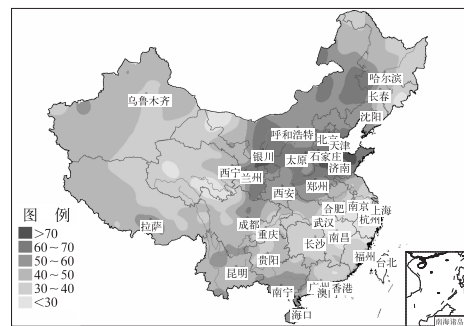 哈尔滨
长春
乌鲁木齐
沈阳
呼和浩特
北京
天津
银川
太原
石家庄
济南
西宁
兰州
西安
郑州
合肥
南京
上海
武汉
杭州
拉萨
成都
重庆
长沙
南昌
贵阳
福州
台北
昆明
南宁
广州
澳门
香港
海口
南海诸岛
图 例
>70
60~70
50~60
40~50
30~40
<30